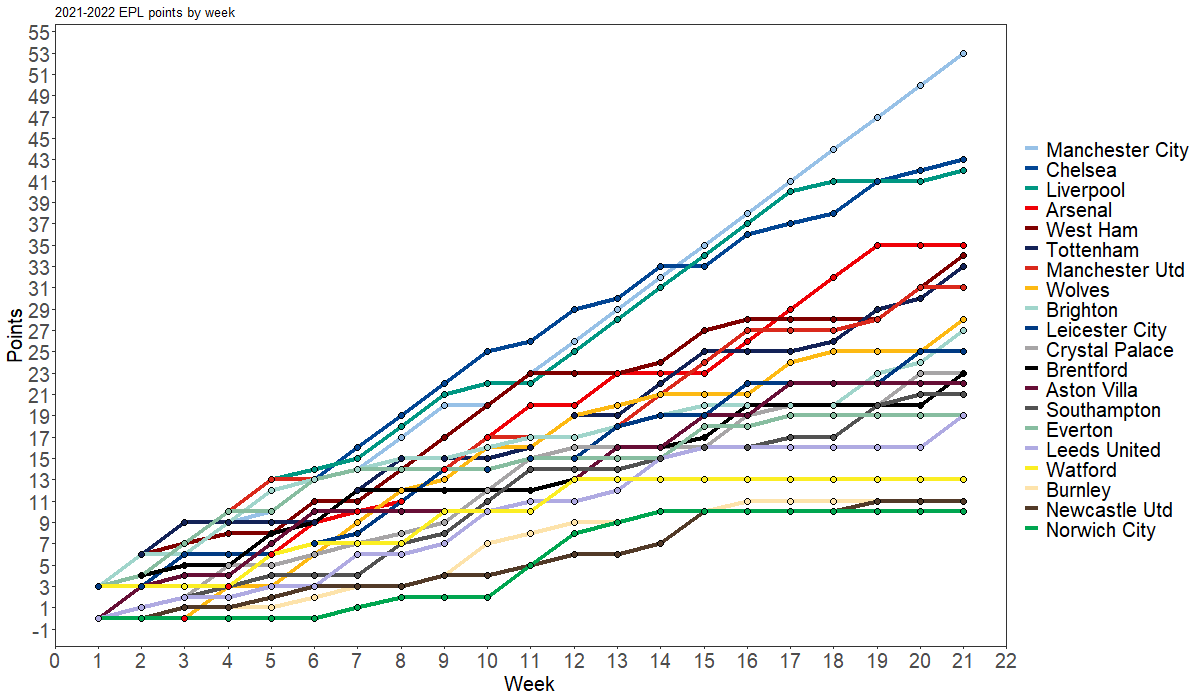 2021-2022 EPL points by week
55
53
51
49
47
45
43
41
39
37
35
33
31
29
27
25
23
21
19
17
15
13
11
9
7
5
3
1
-1
Points
0 1 2 3 4 5 6 7 8 9 10 11 12 13 14 15 16 17 18 19 20 21 22
Week
Manchester City
Chelsea
Liverpool
Arsenal
West Ham
Tottenham
Manchester Utd
Wolves
Brighton
Leicester City
Crystal Palace
Brentford
Aston Villa
Southampton
Everton
Leeds United
Watford
Burnley
Newcastle Utd
Norwich City